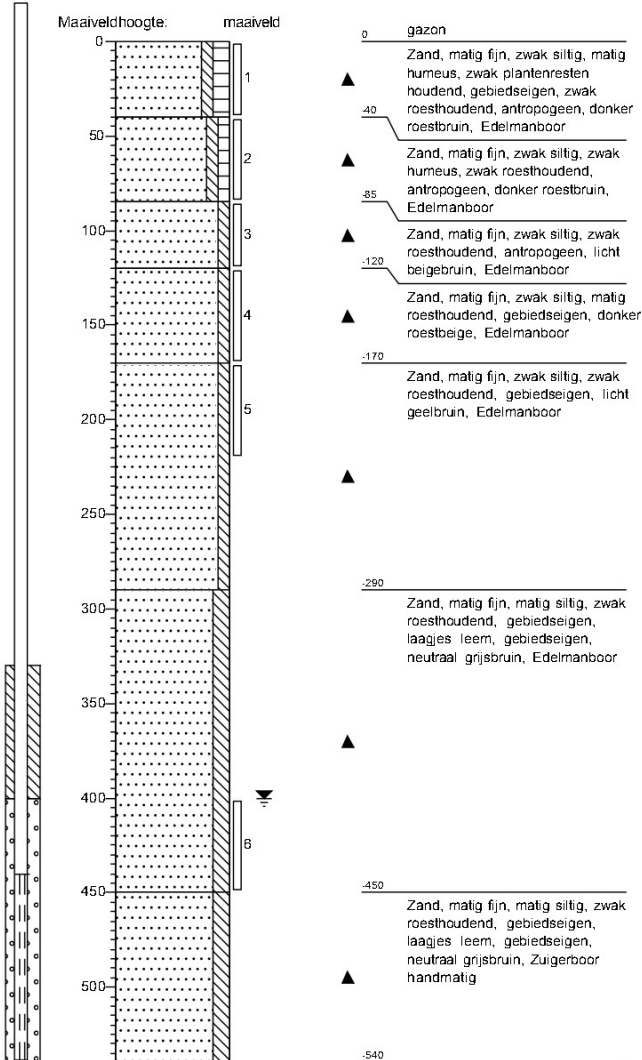 Maaiveldhoogte: maaiveld
0
50
100
150
200
250
300
350
400
450
500
1
2
3
4
5
6
0 gazon
Zand, matig fijn, zwak siltig, matig
humeus, zwak plantenresten
houdend, gebiedseigen, zwak
roesthoudend, antropogeen, donker
roestbruin, Edelmanboor
-40
Zand, matig fijn, zwak siltig, zwak
humeus, zwak roesthoudend,
antropogeen, donker roestbruin,
Edelmanboor
-85
Zand, matig fijn, zwak siltig, zwak
roesthoudend, antropogeen, licht
beigebruin, Edelmanboor
-120
Zand, matig fijn, zwak siltig, matig
roesthoudend, gebiedseigen, donker
roestbeige, Edelmanboor
-170
Zand, matig fijn, zwak siltig, zwak
roesthoudend, gebiedseigen, licht
geelbruin, Edelmanboor
-290
Zand, matig fijn, matig siltig, zwak
roesthoudend, gebiedseigen,
laagjes leem, gebiedseigen,
neutraal grijsbruin, Edelmanboor
-450
Zand, matig fijn, matig siltig, zwak
roesthoudend, gebiedseigen,
laagjes leem, gebiedseigen,
neutraal grijsbruin, Zuigerboor
handmatig
-540